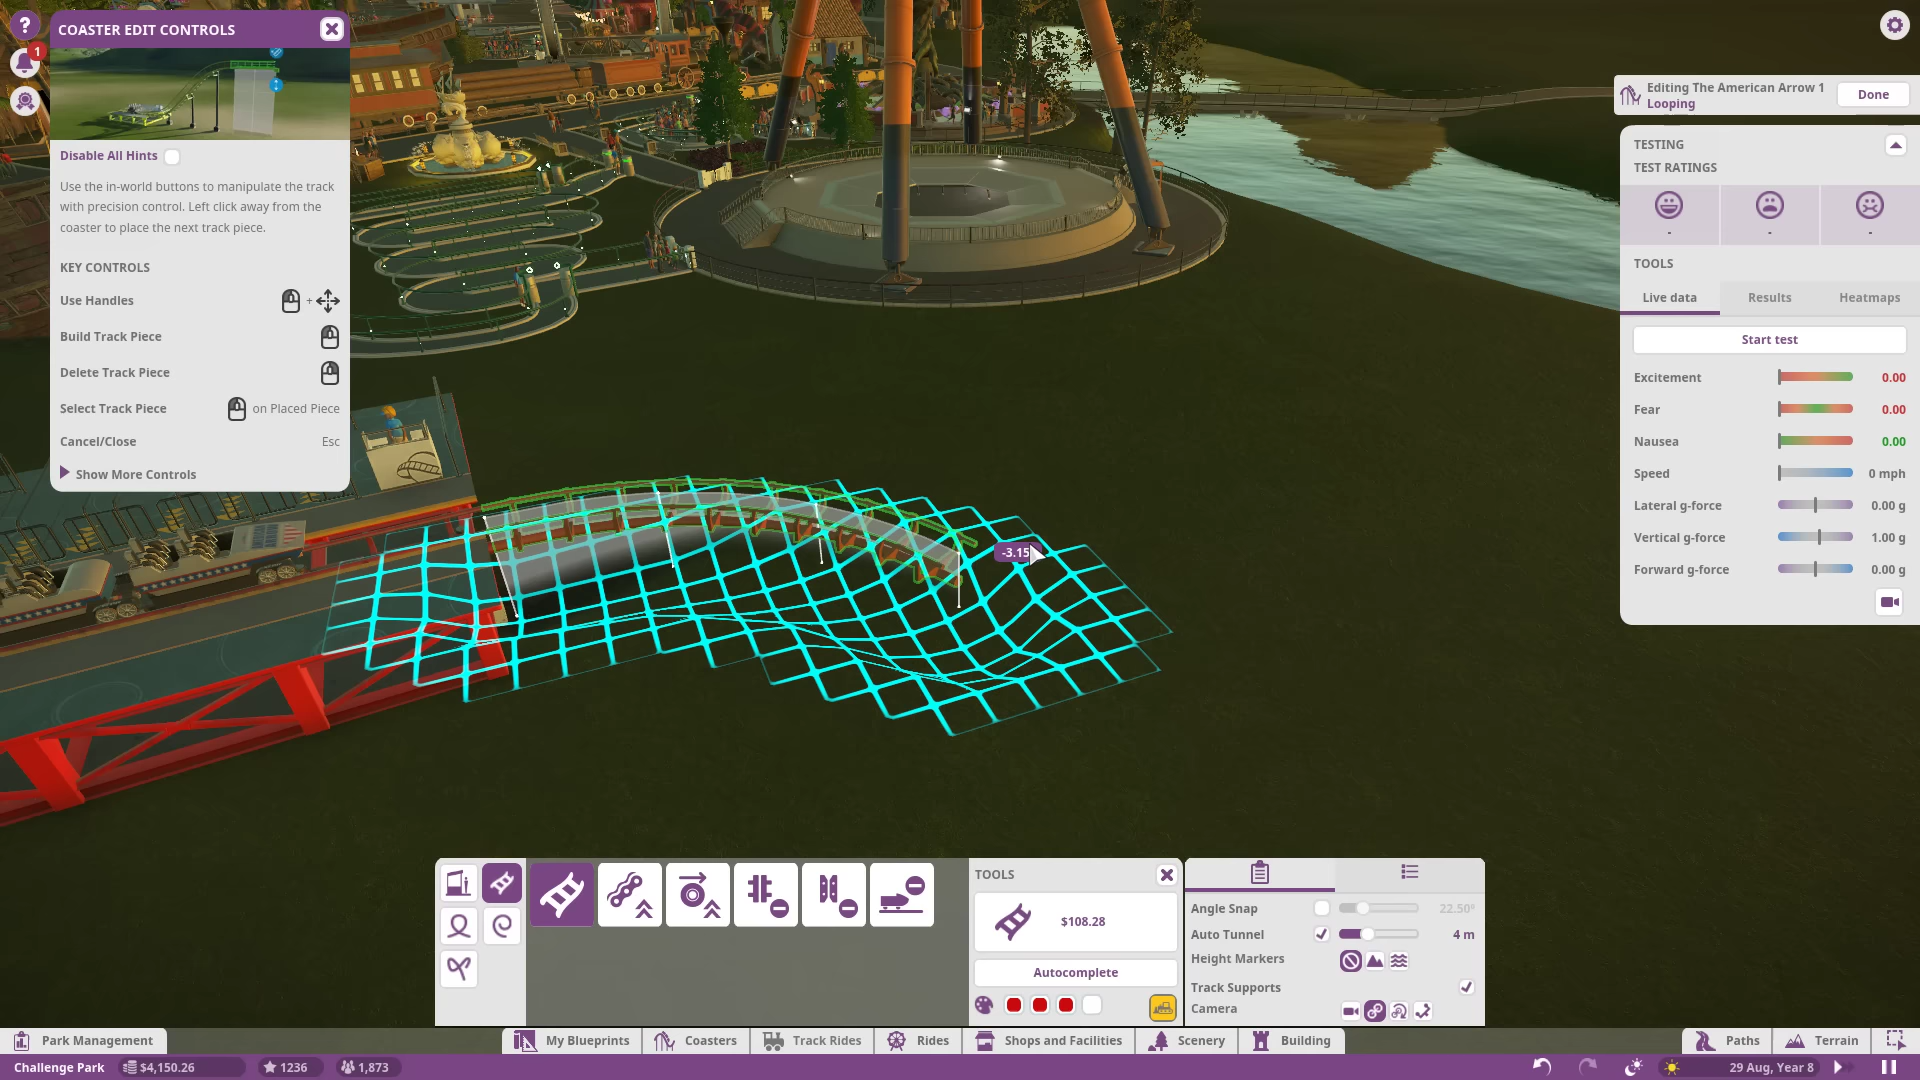 ?
COASTER EDIT CONTROLS
1
Disable All Hints
Use the in-world buttons to manipulate the track
with precision control. Left click away from the
coaster to place the next track piece.
KEY CONTROLS
Use Handles +
Build Track Piece
Delete Track Piece
Select Track Piece on Placed Piece
Cancel/Close Esc
Show More Controls
-3.15
Editing The American Arrow 1
Looping
Done
TESTING
TEST RATINGS
- - -
TOOLS
Live data Results Heatmaps
Start test
Excitement 0.00
Fear 0.00
Nausea 0.00
Speed 0 mph
Lateral g-force 0.00 g
Vertical g-force 1.00 g
Forward g-force 0.00 g
TOOLS
$108.28
Autocomplete
Angle Snap 22.50°
Auto Tunnel 4 m
Height Markers
Track Supports
Camera
Park Management
My Blueprints
Coasters
Track Rides
Rides
Shops and Facilities
Scenery
Building
Paths
Terrain
Challenge Park $4,150.26 1236 1,873
29 Aug, Year 8